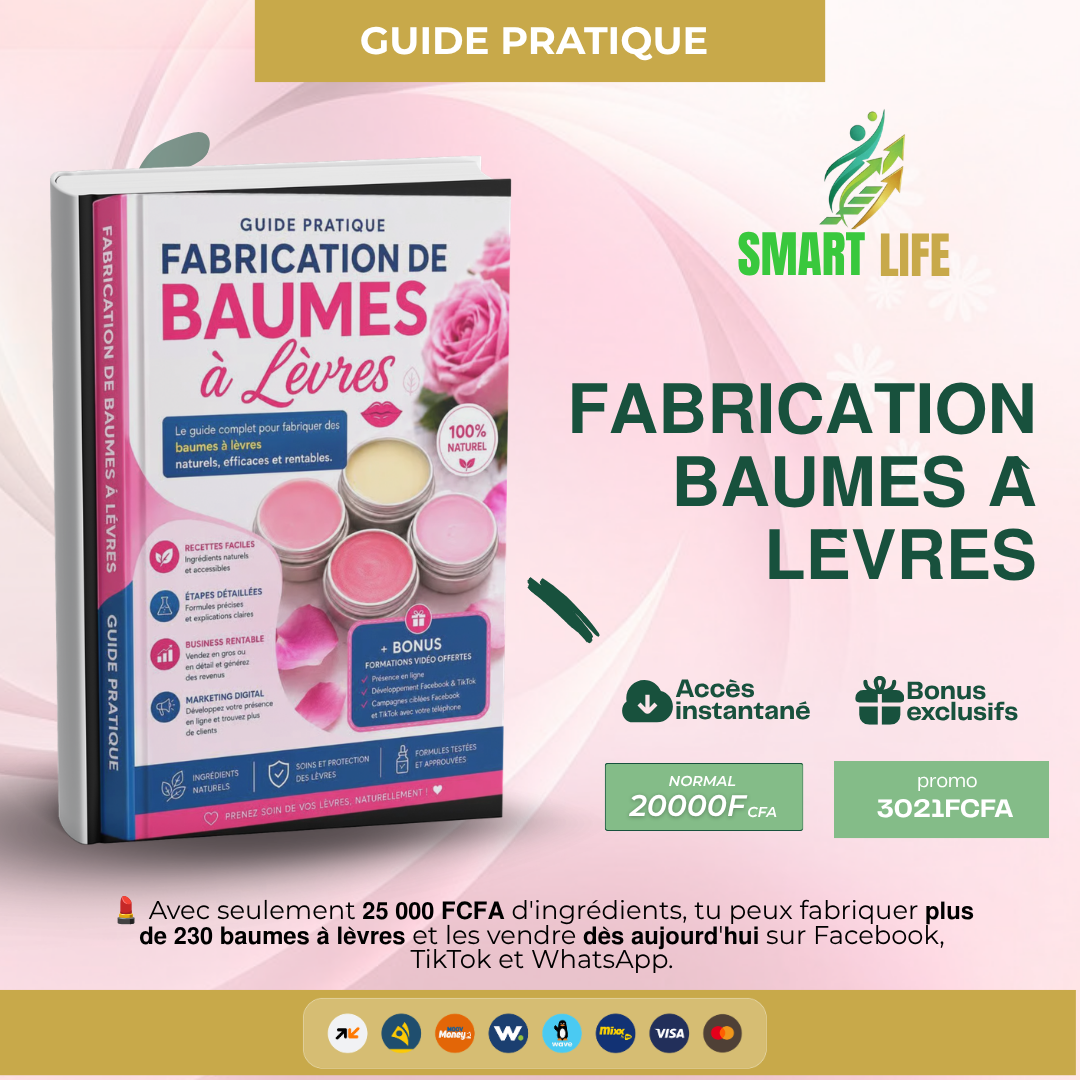 GUIDE PRATIQUE
SMART LIFE
FABRICATION DE BAUMES À LÈVRES
GUIDE PRATIQUE
GUIDE PRATIQUE
FABRICATION DE
BAUMES
à Lèvres
Le guide complet pour fabriquer des
baumes à lèvres
naturels, efficaces et rentables.
100%
NATUREL
RECETTES FACILES
Ingrédients naturels
et accessibles
ÉTAPES DÉTAILLÉES
Formules précises
et explications claires
BUSINESS RENTABLE
Vendez en gros ou
en détail et générez
des revenus
MARKETING DIGITAL
Développez votre présence
en ligne et trouvez plus
de clients
+ BONUS
FORMATIONS VIDÉO OFFERTES
Présence en ligne
Développement Facebook & TikTok
Campagnes ciblées Facebook
et TikTok avec votre téléphone
INGRÉDIENTS
NATURELS
SOINS ET PROTECTION
DES LÈVRES
FORMULES TESTÉES
ET APPROUVÉES
PRENEZ SOIN DE VOS LÈVRES, NATURELLEMENT !
FABRICATION
BAUMES À
LEVRES
Accès
instantané
Bonus
exclusifs
NORMAL
20000F CFA
promo
3021FCFA
💄 Avec seulement 25 000 FCFA d'ingrédients, tu peux fabriquer plus
de 230 baumes à lèvres et les vendre dès aujourd'hui sur Facebook,
TikTok et WhatsApp.
Money
W.
wave
mixx
VISA